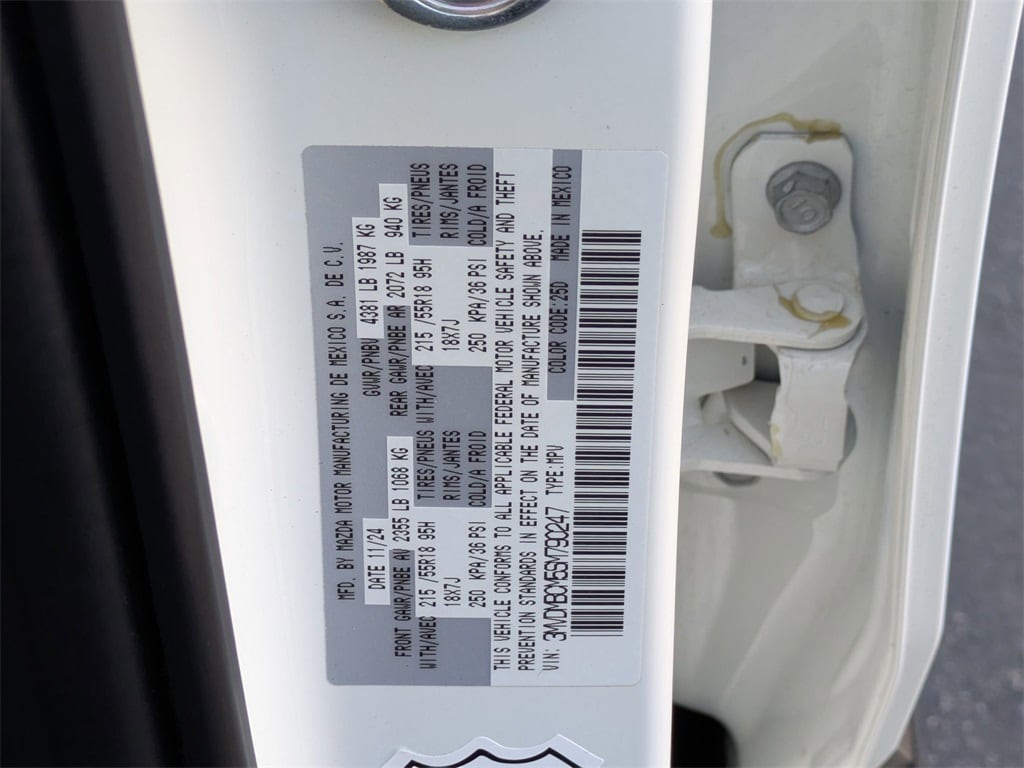 MFD. BY MAZDA MOTOR MANUFACTURING DE MEXICO S.A. DE C.V.
DATE 11/24 GVWR/PNBV 4381 LB 1987 KG
FRONT GAWR/PNBE AV 2355 LB 1068 KG REAR GAWR/PNBE AR 2072 LB 940 KG
WITH/AVEC 215 /55R18 95H TIRES/PNEUS WITH/AVEC 215 /55R18 95H TIRES/PNEUS
18X7J RIMS/JANTES 18X7J RIMS/JANTES
250 KPA/36 PSI COLD/A FROID 250 KPA/36 PSI COLD/A FROID
THIS VEHICLE CONFORMS TO ALL APPLICABLE FEDERAL MOTOR VEHICLE SAFETY AND THEFT
PREVENTION STANDARDS IN EFFECT ON THE DATE OF MANUFACTURE SHOWN ABOVE.
VIN: 3MVDMBCM5SM790247 TYPE:MPV COLOR CODE:25D MADE IN MEXICO
10